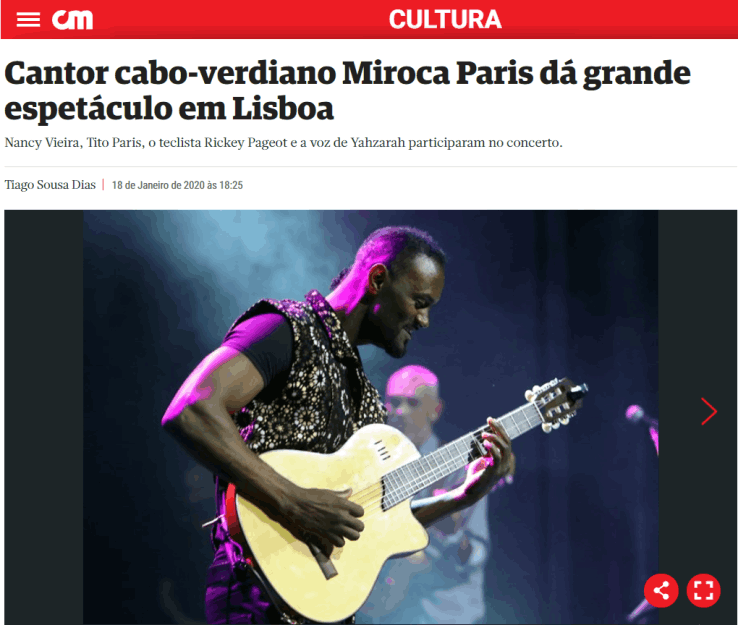 cm CULTURA
Cantor cabo-verdiano Miroca Paris dá grande
espetáculo em Lisboa
Nancy Vieira, Tito Paris, o teclista Rickey Pageot e a voz de Yahzarah participaram no concerto.
Tiago Sousa Dias | 18 de Janeiro de 2020 às 18:25